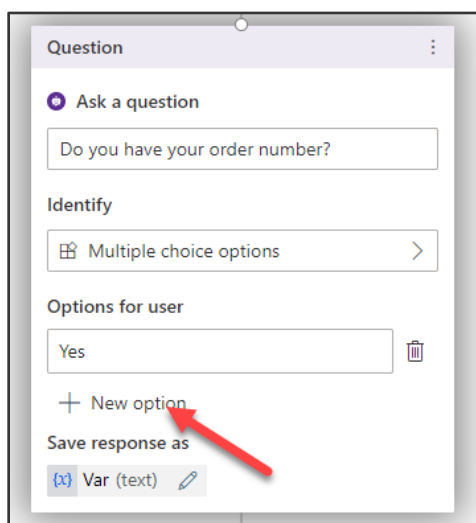 Question
Ask a question
Do you have your order number?
Identify
Multiple choice options
Options for user
Yes
New option
Save response as
{x} Var (text)